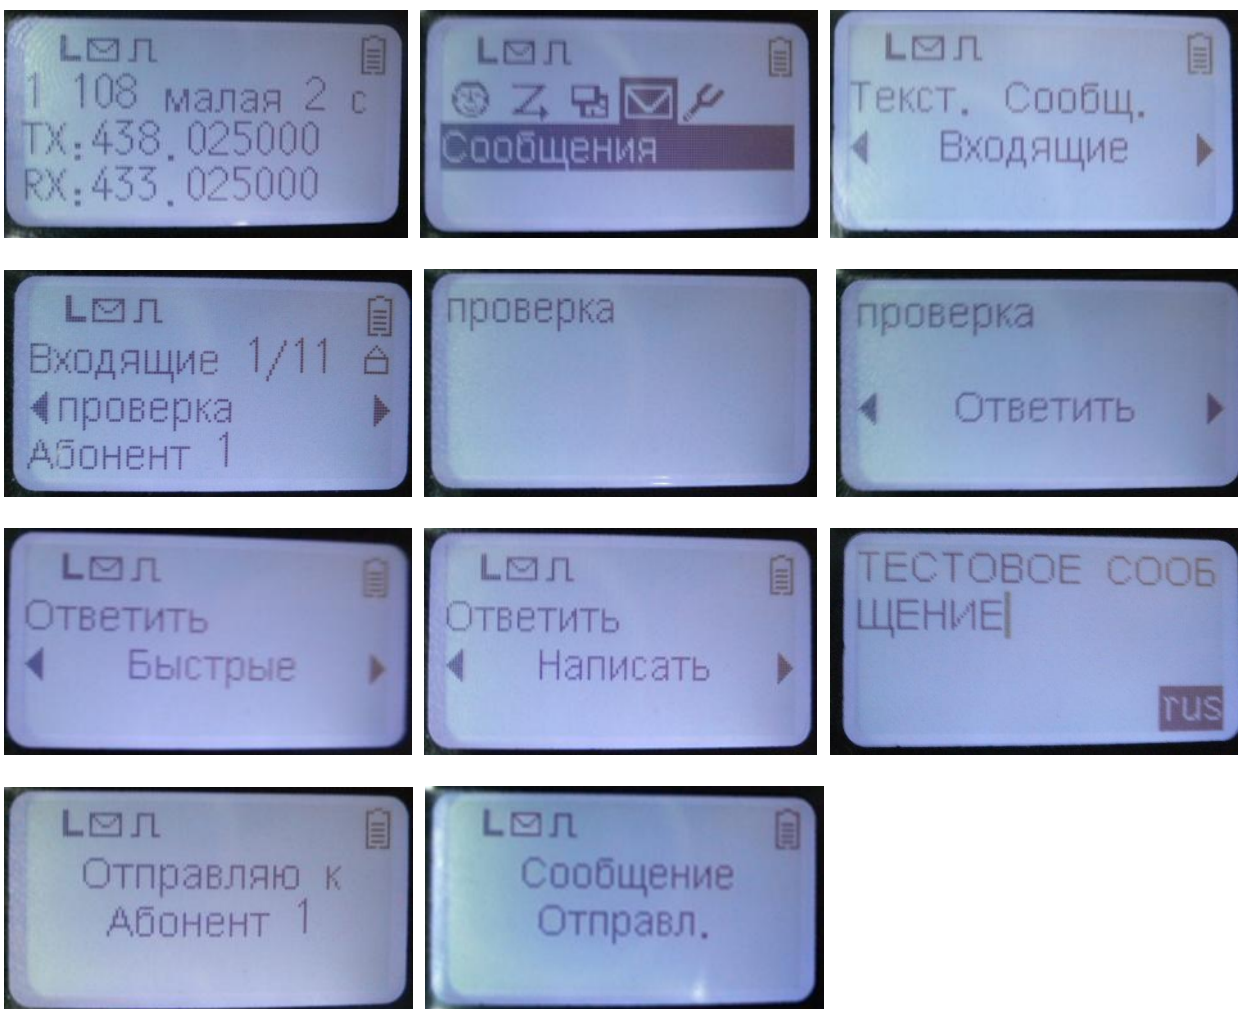 1 108 малая 2 с
TX:438.025000
RX:433.025000
Сообщения
Текст. Сообщ.
Входящие
Входящие 1/11
проверка
Абонент 1
проверка
проверка
Ответить
Ответить
Быстрые
Ответить
Написать
ТЕСТОВОЕ СООБ
ЩЕНИЕ
rus
Отправляю к
Абонент 1
Сообщение
Отправл.